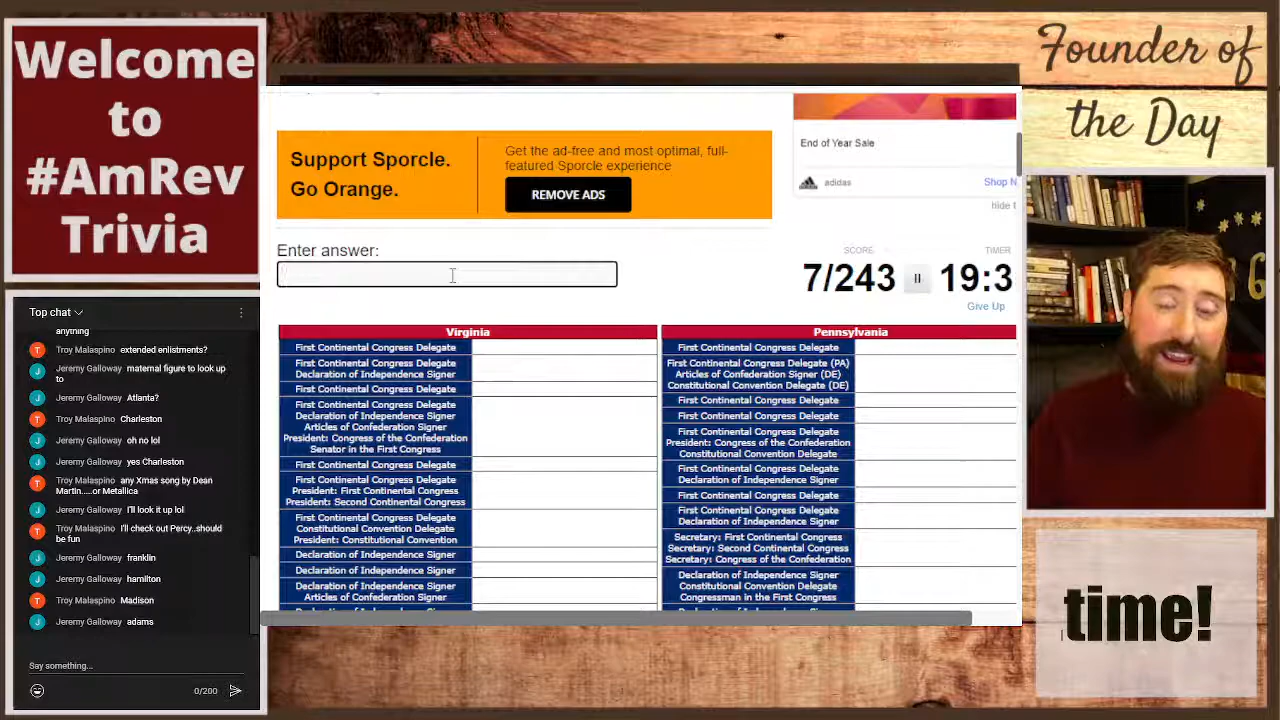 Welcome
to
#AmRev
Trivia
Top chat
anything
Troy Malaspino extended enlistments?
Jeremy Galloway maternal figure to look up
to
Jeremy Galloway Atlanta?
Troy Malaspino Charleston
Jeremy Galloway oh no lol
Jeremy Galloway yes Charleston
Troy Malaspino any Xmas song by Dean
Martin.....or Metallica
Jeremy Galloway I'll look it up lol
Troy Malaspino I'll check out Percy..should
be fun
Jeremy Galloway franklin
Jeremy Galloway hamilton
Troy Malaspino Madison
Jeremy Galloway adams
Say something...
0/200
Support Sporcle.
Go Orange.
Get the ad-free and most optimal, full-
featured Sporcle experience
REMOVE ADS
End of Year Sale
adidas
Shop N
hide t
Enter answer:
SCORE
TIMER
7/243
19:3
Give Up
Virginia
First Continental Congress Delegate
First Continental Congress Delegate
Declaration of Independence Signer
First Continental Congress Delegate
First Continental Congress Delegate
Declaration of Independence Signer
Articles of Confederation Signer
President: Congress of the Confederation
Senator in the First Congress
First Continental Congress Delegate
First Continental Congress Delegate
President: First Continental Congress
President: Second Continental Congress
First Continental Congress Delegate
Constitutional Convention Delegate
President: Constitutional Convention
Declaration of Independence Signer
Declaration of Independence Signer
Declaration of Independence Signer
Articles of Confederation Signer
Pennsylvania
First Continental Congress Delegate
First Continental Congress Delegate (PA)
Articles of Confederation Signer (DE)
Constitutional Convention Delegate (DE)
First Continental Congress Delegate
First Continental Congress Delegate
First Continental Congress Delegate
President: Congress of the Confederation
Constitutional Convention Delegate
First Continental Congress Delegate
Declaration of Independence Signer
First Continental Congress Delegate
First Continental Congress Delegate
Declaration of Independence Signer
Secretary: First Continental Congress
Secretary: Second Continental Congress
Secretary: Congress of the Confederation
Declaration of Independence Signer
Constitutional Convention Delegate
Congressman in the First Congress
Founder of
the Day
time!